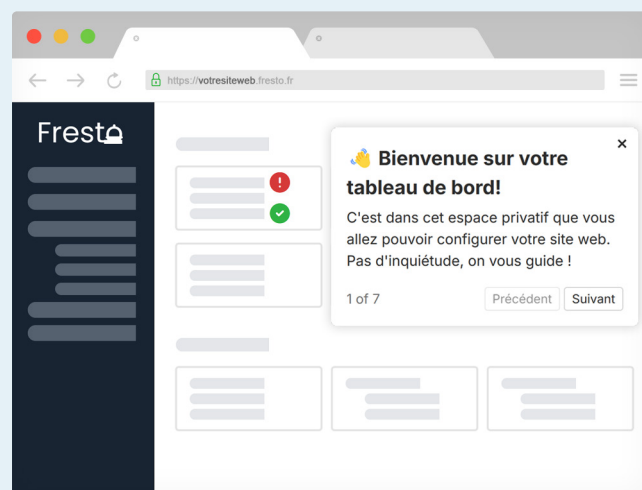 https://votresiteweb.fresto.fr
Fresto
👋 Bienvenue sur votre
tableau de bord!
C'est dans cet espace privatif que vous
allez pouvoir configurer votre site web.
Pas d'inquiétude, on vous guide !
1 of 7
Précédent
Suivant